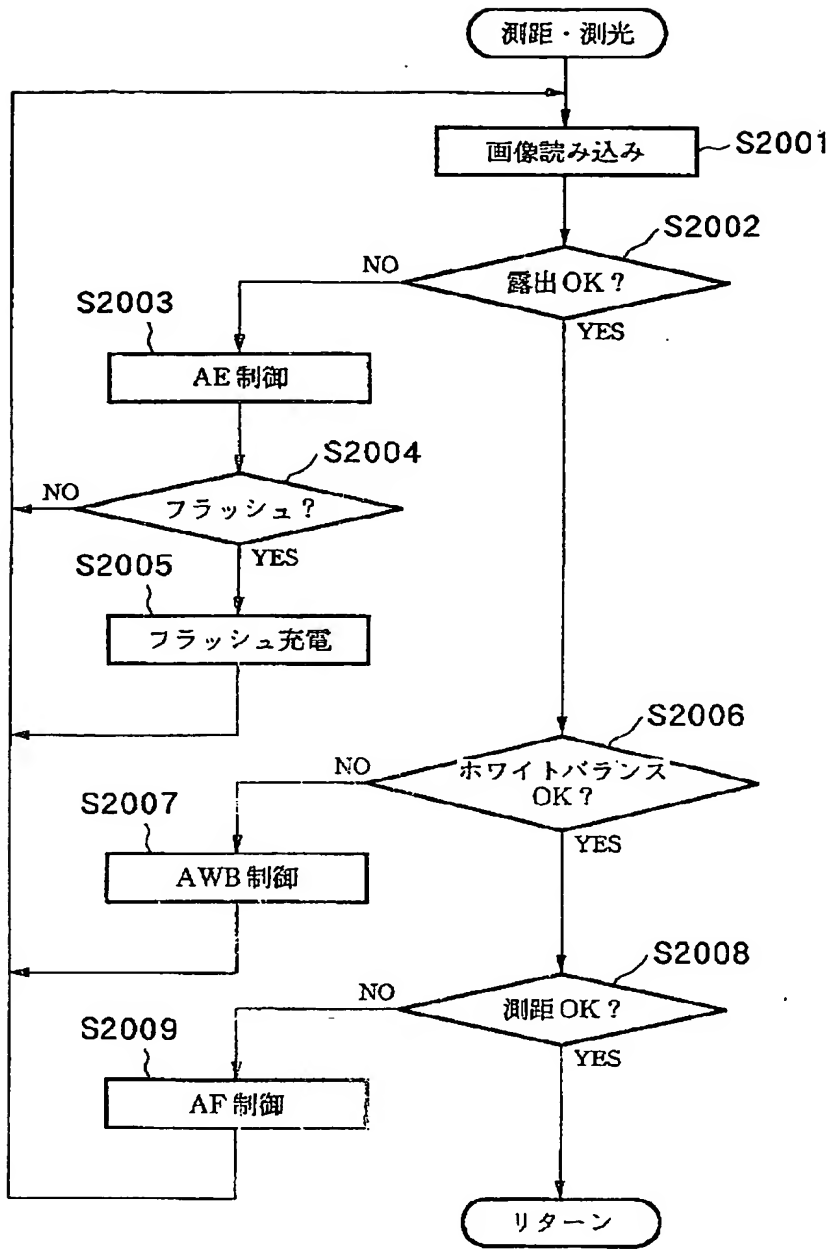 測距・測光
画像読み込み
S2001
S2002
露出OK?
NO
YES
S2003
AE制御
S2004
フラッシュ?
NO
YES
S2005
フラッシュ充電
S2006
ホワイトバランス
OK?
NO
YES
S2007
AWB制御
S2008
測距OK?
NO
YES
S2009
AF制御
リターン